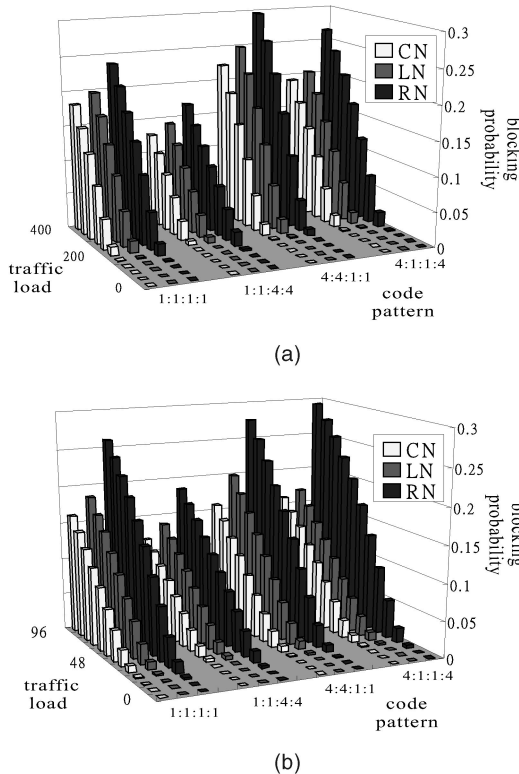 0.3
0.25
0.2
0.15
0.1
0.05
0
blocking
probability
CN
LN
RN
400
200
0
traffic
load
1:1:1:1
1:1:4:4
4:4:1:1
4:1:1:4
code
pattern
(a)
0.3
0.25
0.2
0.15
0.1
0.05
0
blocking
probability
CN
LN
RN
96
48
0
traffic
load
1:1:1:1
1:1:4:4
4:4:1:1
4:1:1:4
code
pattern
(b)